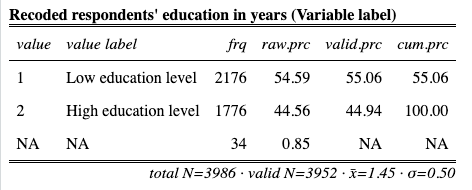 Recoded respondents' education in years (Variable label)
value value label frq raw.prc valid.prc cum.prc
1 Low education level 2176 54.59 55.06 55.06
2 High education level 1776 44.56 44.94 100.00
NA NA 34 0.85 NA NA
total N=3986 · valid N=3952 · x̄=1.45 · σ=0.50